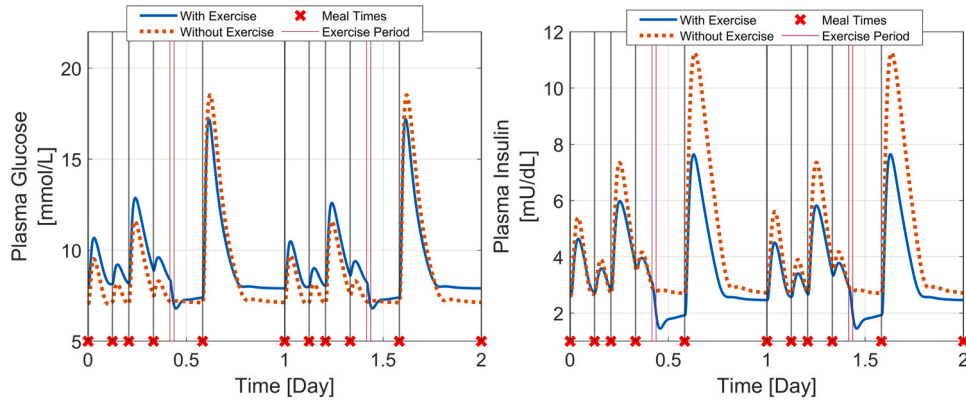 With Exercise
Without Exercise
Meal Times
Exercise Period
20
15
10
5
Plasma Glucose
[mmol/L]
0
0.5
1
1.5
2
Time [Day]
With Exercise
Without Exercise
Meal Times
Exercise Period
12
10
8
6
4
2
Plasma Insulin
[mU/dL]
0
0.5
1
1.5
2
Time [Day]